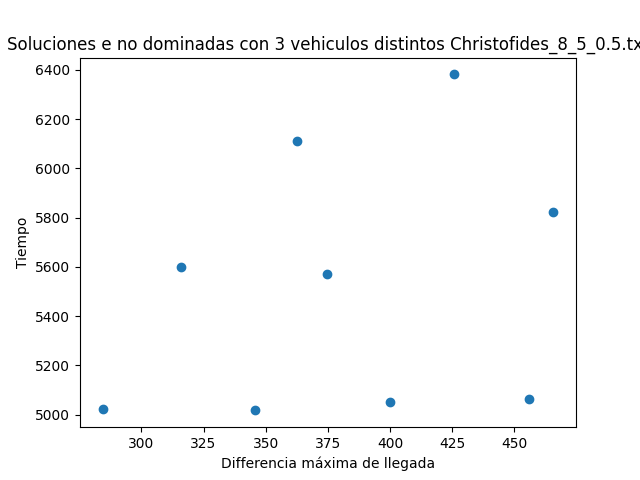 Soluciones e no dominadas con 3 vehiculos distintos Christofides_8_5_0.5.tx
6400
6200
6000
5800
5600
5400
5200
5000
Tiempo
300 325 350 375 400 425 450
Differencia máxima de llegada